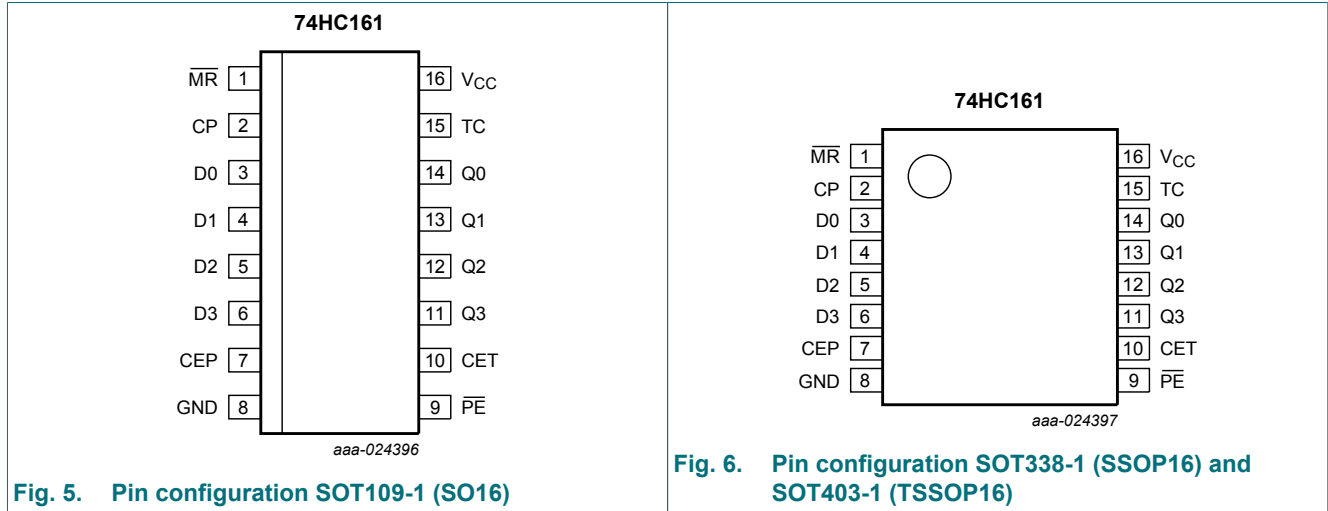 74HC161
M̅R̅ 1
16 VCC
CP 2
15 TC
D0 3
14 Q0
D1 4
13 Q1
D2 5
12 Q2
D3 6
11 Q3
CEP 7
10 CET
GND 8
9 P̅E̅
aaa-024396
Fig. 5. Pin configuration SOT109-1 (SO16)
74HC161
M̅R̅ 1
16 VCC
CP 2
15 TC
D0 3
14 Q0
D1 4
13 Q1
D2 5
12 Q2
D3 6
11 Q3
CEP 7
10 CET
GND 8
9 P̅E̅
aaa-024397
Fig. 6. Pin configuration SOT338-1 (SSOP16) and
SOT403-1 (TSSOP16)